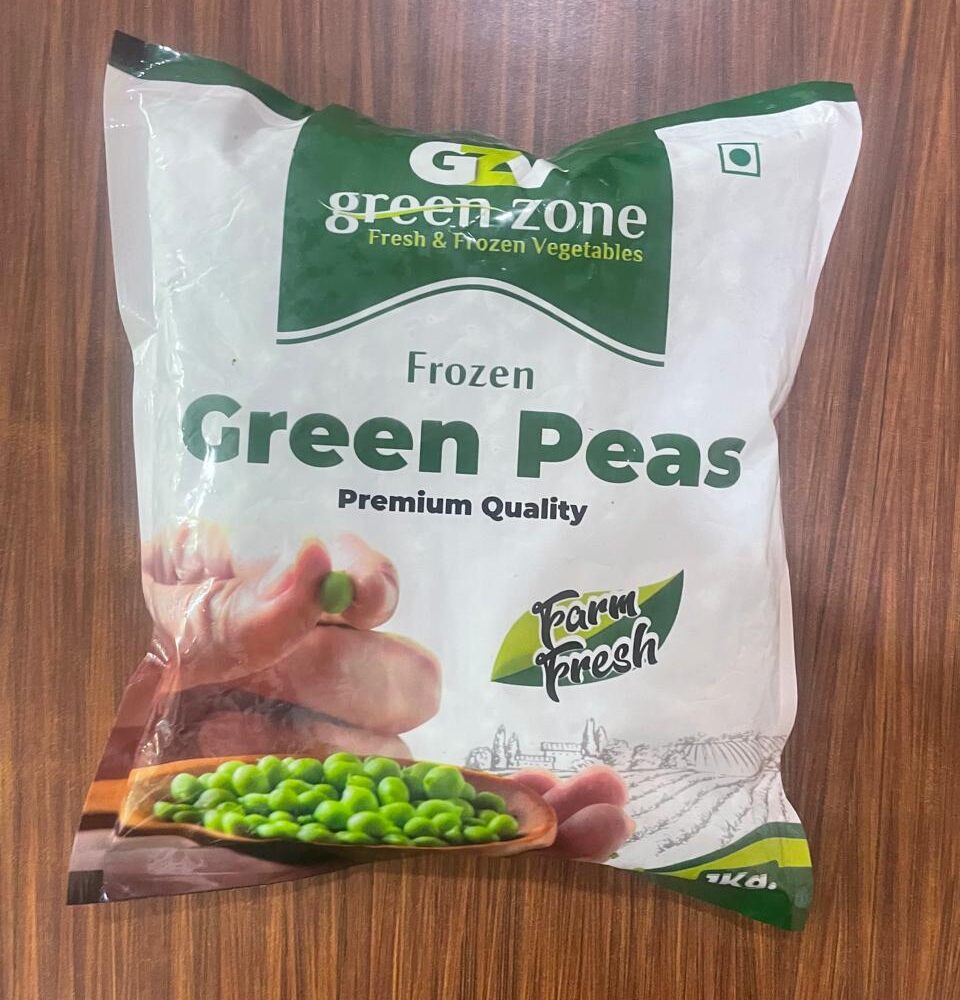 GZV
green zone
Fresh & Frozen Vegetables
Frozen
Green Peas
Premium Quality
Farm
Fresh
1Kg.